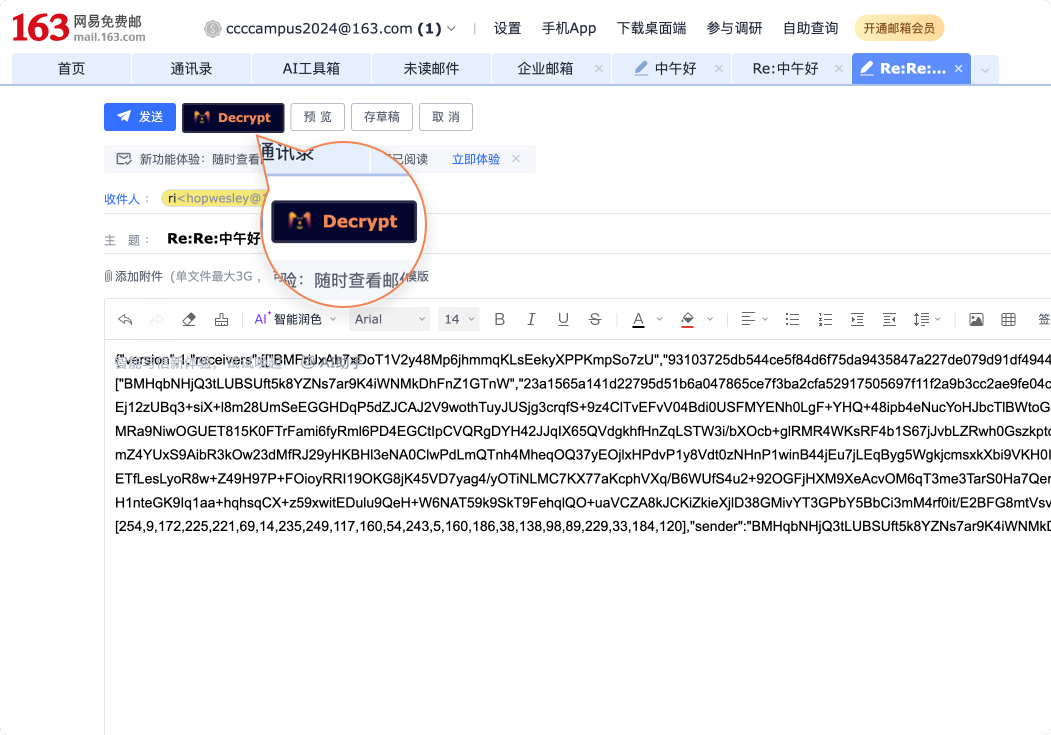 163 网易免费邮
mail.163.com
ccccampus2024@163.com (1)
设置 手机App 下载桌面端 参与调研 自助查询 开通邮箱会员
首页 通讯录 AI工具箱 未读邮件 企业邮箱 中午好 Re:中午好 Re:Re:...
发送 Decrypt 预 览 存草稿 取 消
新功能体验：随时查看 已阅读 立即体验
通讯录
收件人： ri<hopwesley@1
Decrypt
主 题： Re:Re:中午好
添加附件 (单文件最大3G， 模版
验：随时查看邮
AI+ 智能润色 Arial 14 B I U S A 签
{"version":1,"receivers":[["BMFzUxAh7xDoT1V2y48Mp6jhmmqKLsEekyXPPKmpSo7zU","93103725db544ce5f84d6f75da9435847a227de079d91df4944
["BMHqbNHjQ3tLUBSUft5k8YZNs7ar9K4iWNMkDhFnZ1GTnW","23a1565a141d22795d51b6a047865ce7f3ba2cfa52917505697f11f2a9b3cc2ae9fe04c
Ej12zUBq3+siX+l8m28UmSeEGGHDqP5dZJCAJ2V9wothTuyJUSjg3crqfS+9z4ClTvEFvV04Bdi0USFMYENh0LgF+YHQ+48ipb4eNucYoHJbcTlBWtoG
MRa9NiwOGUET815K0FTrFami6fyRml6PD4EGCtIpCVQRgDYH42JJqIX65QVdgkhfHnZqLSTW3i/bXOcb+glRMR4WKsRF4b1S67jJvbLZRwh0Gszkptc
mZ4YUxS9AibR3kOw23dMfRJ29yHKBHl3eNA0ClwPdLmQTnh4MheqOQ37yEOjlxHPdvP1y8Vdt0zNHnP1winB44jEu7jLEqByg5WgkjcmsxkXbi9VKH0I
ETfLesLyoR8w+Z49H97P+FOioyRRI19OKG8jK45VD7yag4/yOTiNLMC7KX77aKcphVXq/B6WUfS4u2+92OGFjHXM9XeAcvOM6qT3me3TarS0Ha7Qer
H1nteGK9Iq1aa+hqhsqCX+z59xwitEDulu9QeH+W6NAT59k9SkT9FehqlQO+uaVCZA8kJCKiZkieXjlD38GMivYT3GPbY5BbCi3mM4rf0it/E2BFG8mtVsv
[254,9,172,225,221,69,14,235,249,117,160,54,243,5,160,186,38,138,98,89,229,33,184,120],"sender":"BMHqbNHjQ3tLUBSUft5k8YZNs7ar9K4iWNMkD